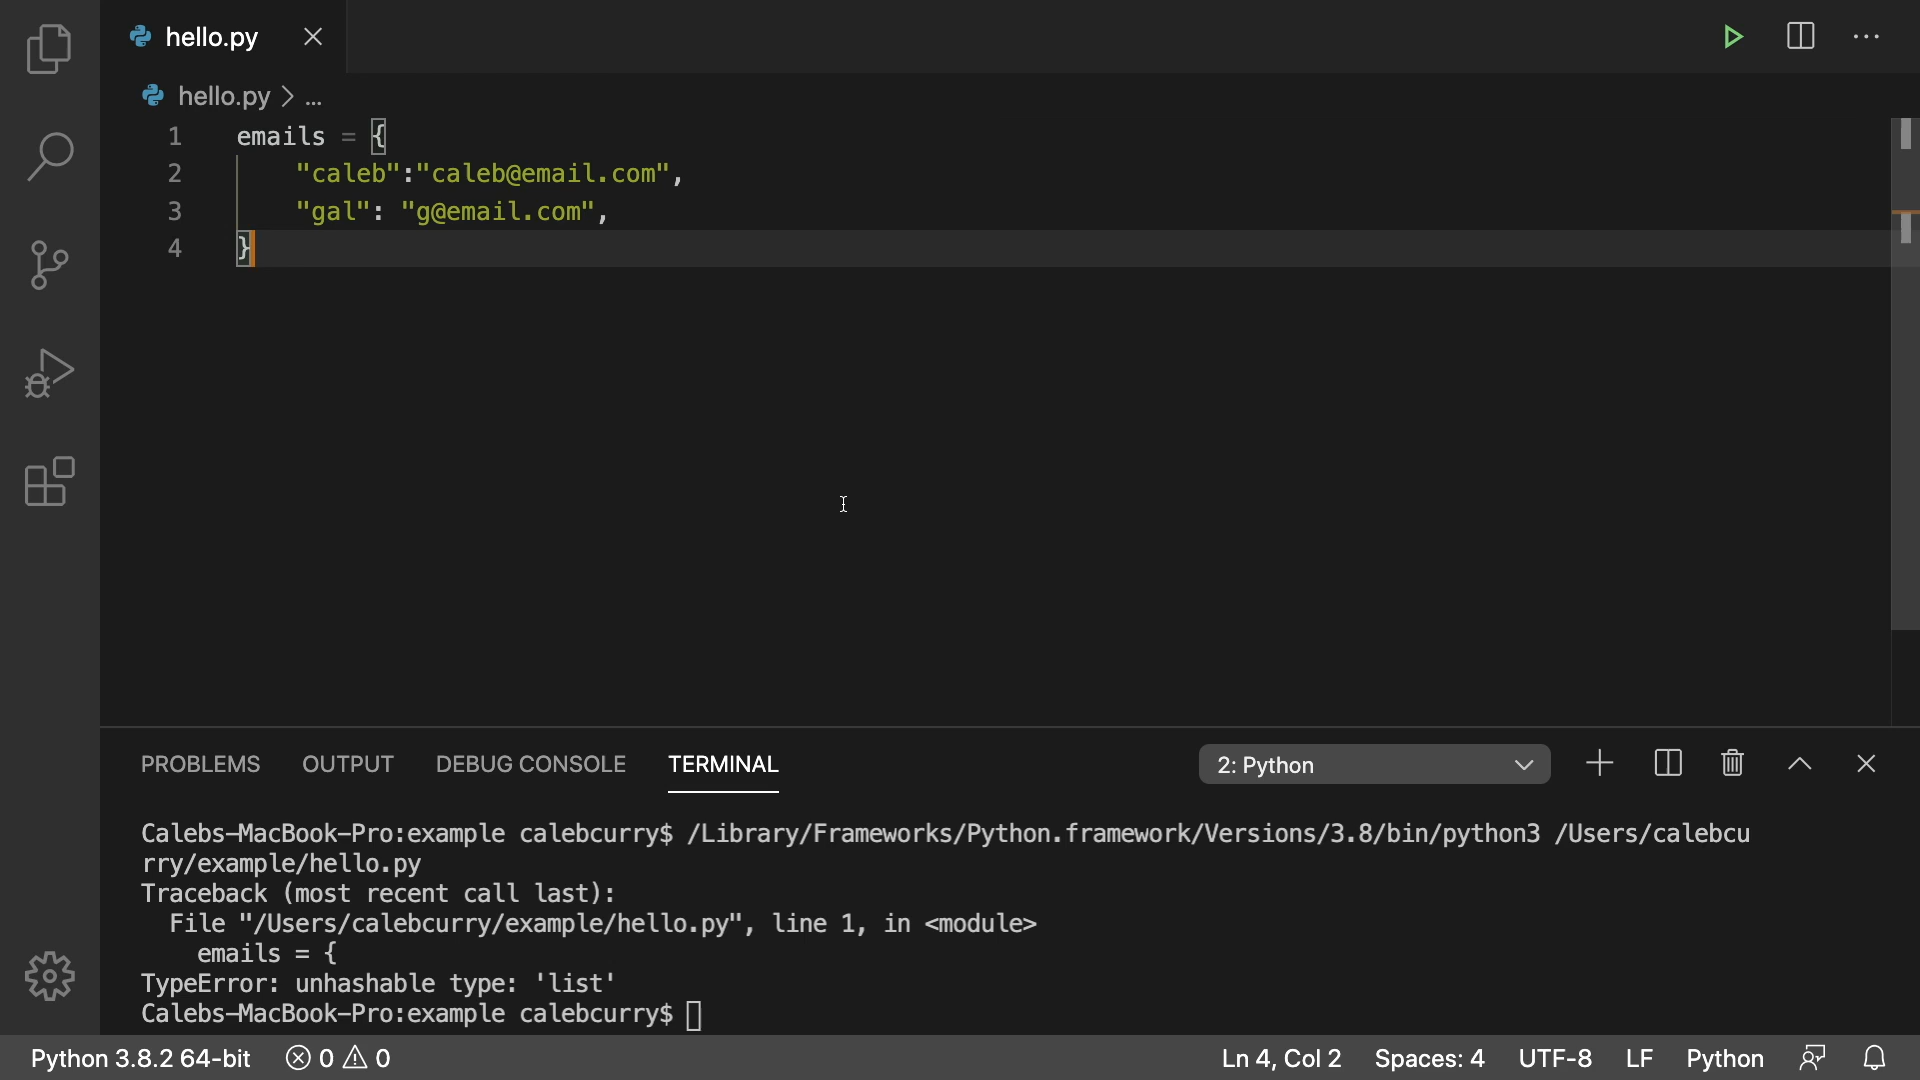 hello.py
hello.py > ...
1 emails = {
2 "caleb":"caleb@email.com",
3 "gal": "g@email.com",
4 }
PROBLEMS OUTPUT DEBUG CONSOLE TERMINAL 2: Python
Calebs-MacBook-Pro:example calebcurry$ /Library/Frameworks/Python.framework/Versions/3.8/bin/python3 /Users/calebcu
rry/example/hello.py
Traceback (most recent call last):
File "/Users/calebcurry/example/hello.py", line 1, in <module>
emails = {
TypeError: unhashable type: 'list'
Calebs-MacBook-Pro:example calebcurry$
Python 3.8.2 64-bit 0 0 Ln 4, Col 2 Spaces: 4 UTF-8 LF Python